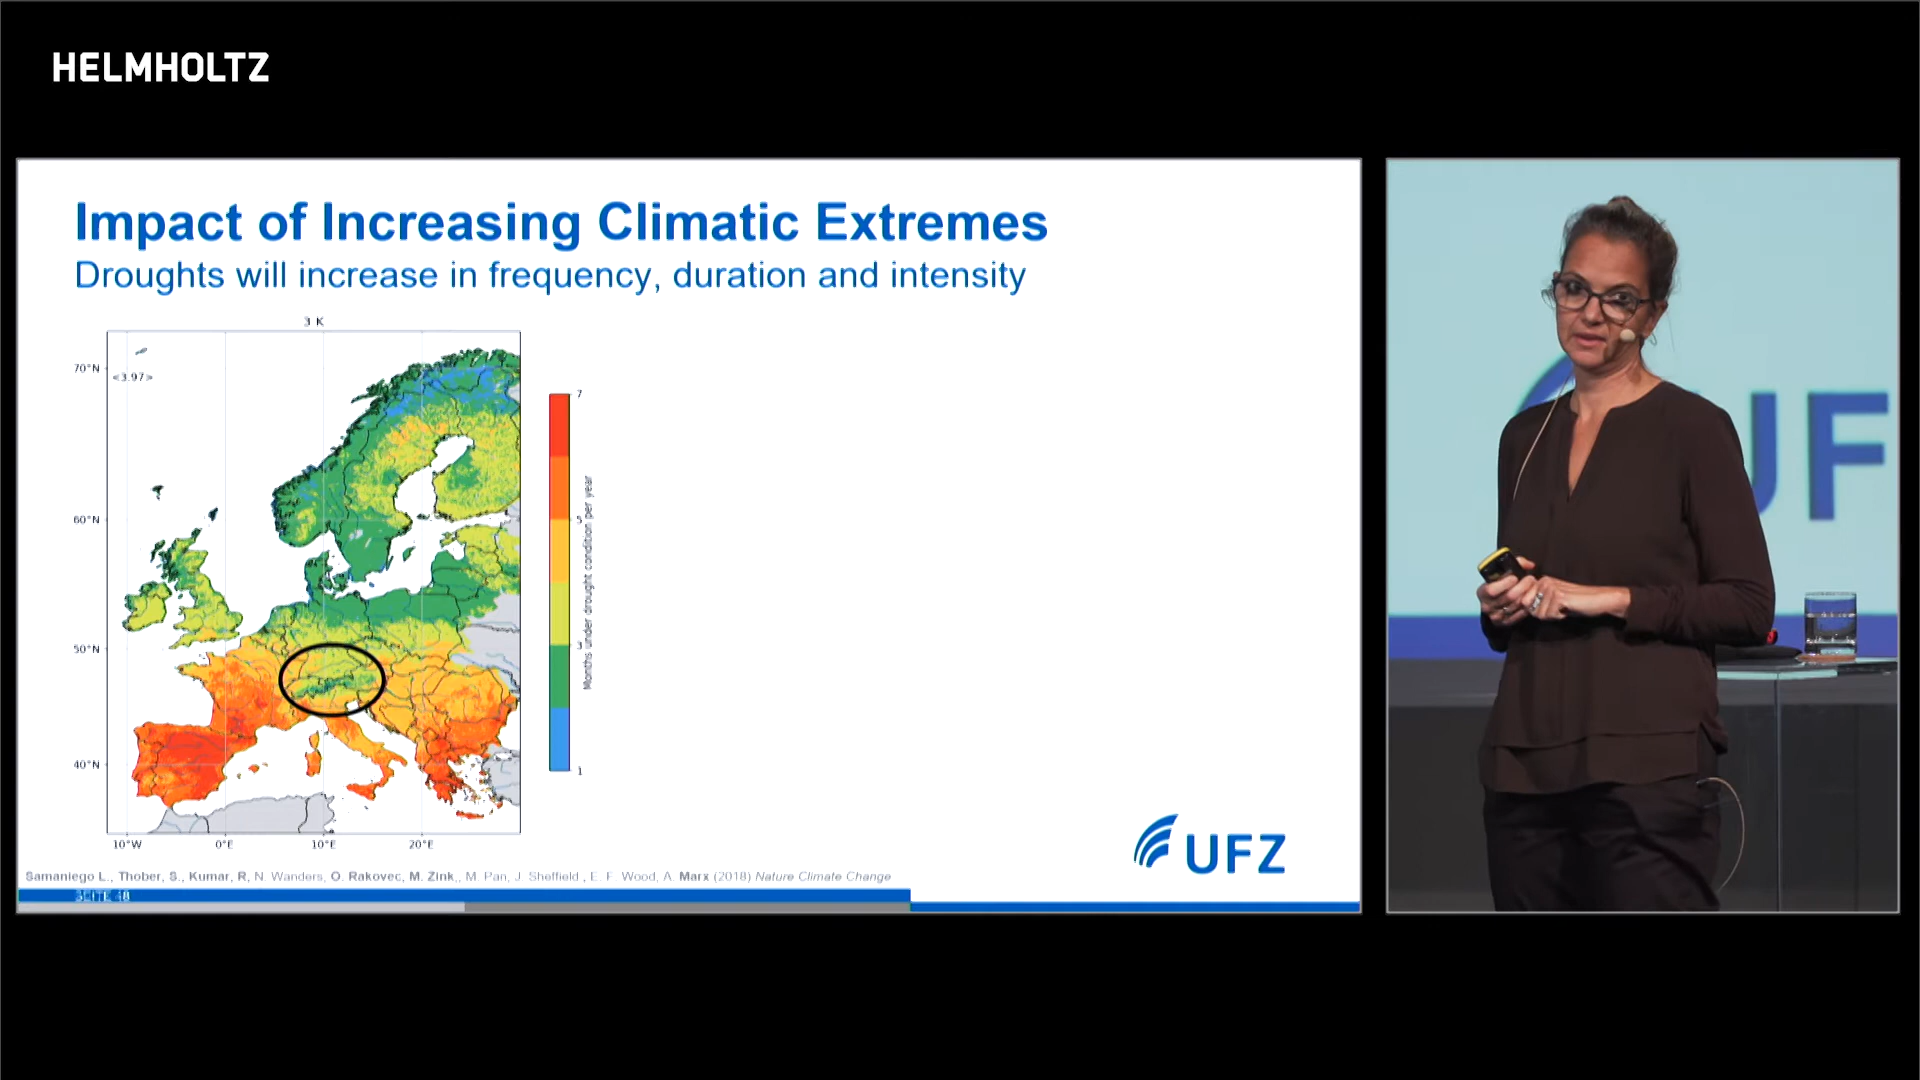 HELMHOLTZ
Impact of Increasing Climatic Extremes
Droughts will increase in frequency, duration and intensity
3 K
70°N
<3.97>
60°N
50°N
40°N
10°W 0°E 10°E 20°E
7
5
3
1
Months under drought condition per year
UFZ
Samaniego L., Thober, S., Kumar, R, N. Wanders, O. Rakovec, M. Zink,, M. Pan, J. Sheffield , E. F. Wood, A. Marx (2018) Nature Climate Change
SEITE 48
UF